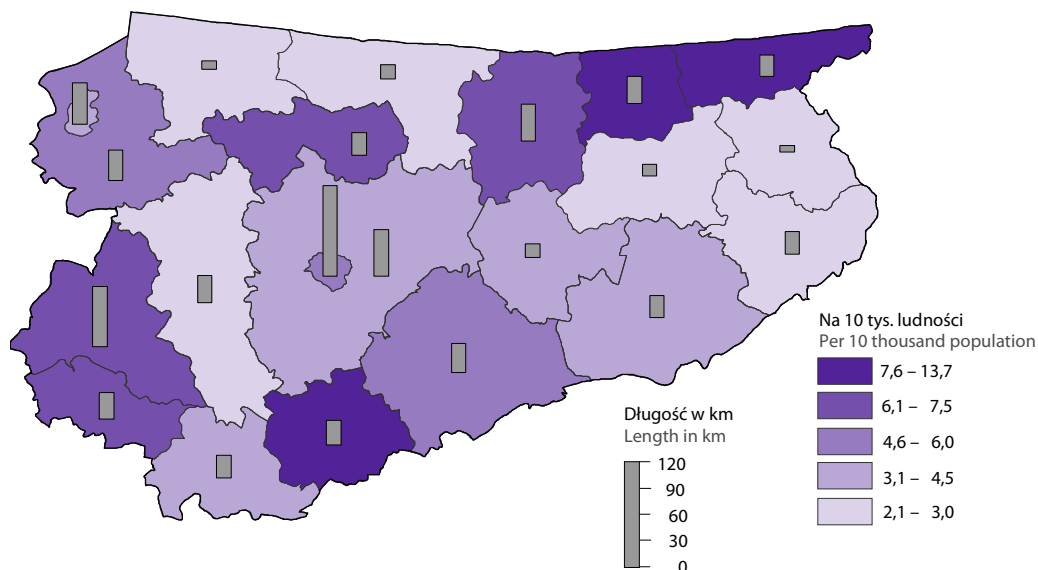 Na 10 tys. ludności
Per 10 thousand population
7,6 – 13,7
6,1 – 7,5
4,6 – 6,0
3,1 – 4,5
2,1 – 3,0
Długość w km
Length in km
120
90
60
30
0